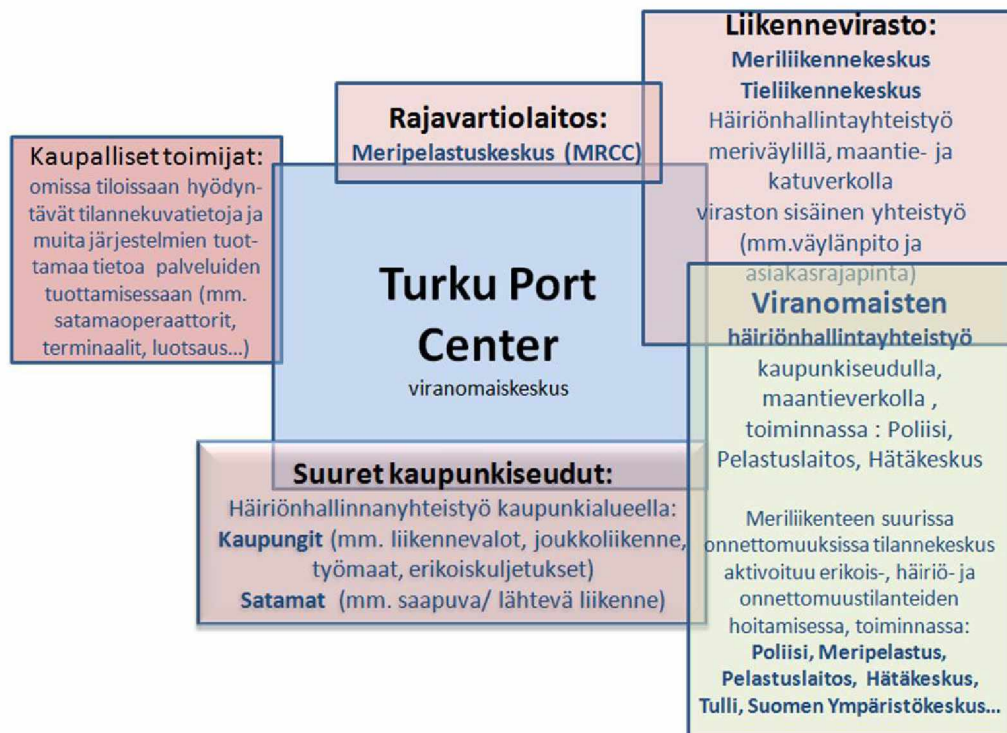 Liikennevirasto:
Meriliikennekeskus
Tieliikennekeskus
Häiriönhallintayhteistyö
meriväylillä, maantie- ja
katuverkolla
viraston sisäinen yhteistyö
(mm.väylänpito ja
asiakasrajapinta)
Rajavartiolaitos:
Meripelastuskeskus (MRCC)
Kaupalliset toimijat:
omissa tiloissaan hyödyn-
tävät tilannekuvatietoja ja
muita järjestelmien tuot-
tamaa tietoa palveluiden
tuottamisessaan (mm.
satamaoperaattorit,
terminaalit, luotsaus...)
Turku Port
Center
viranomaiskeskus
Viranomaisten
häiriönhallintayhteistyö
kaupunkiseudulla,
maantieverkolla ,
toiminnassa : Poliisi,
Pelastuslaitos, Hätäkeskus
Meriliikenteen suurissa
onnettomuuksissa tilannekeskus
aktivoituu erikois-, häiriö- ja
onnettomuustilanteiden
hoitamisessa, toiminnassa:
Poliisi, Meripelastus,
Pelastuslaitos, Hätäkeskus,
Tulli, Suomen Ympäristökeskus...
Suuret kaupunkiseudut:
Häiriönhallinnanyhteistyö kaupunkialueella:
Kaupungit (mm. liikennevalot, joukkoliikenne,
työmaat, erikoiskuljetukset)
Satamat (mm. saapuva/ lähtevä liikenne)